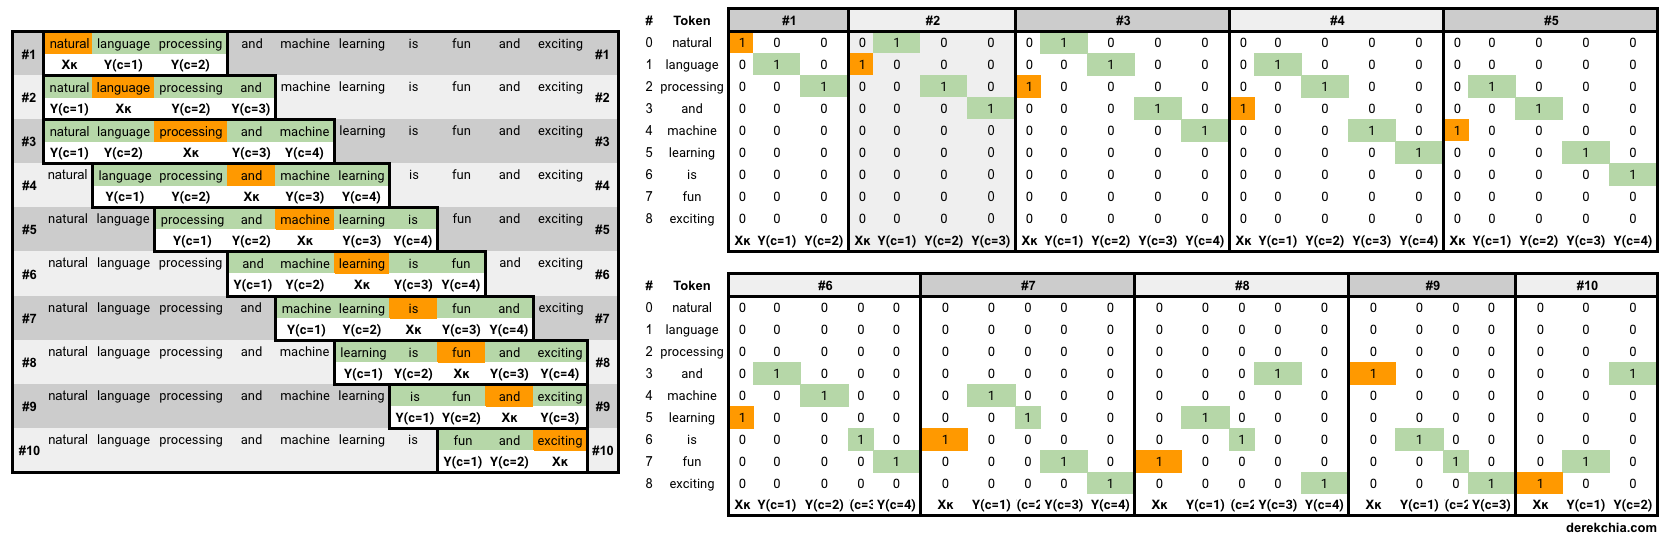 #1 natural language processing and machine learning is fun and exciting #1
Xκ Y(c=1) Y(c=2)
#2 natural language processing and machine learning is fun and exciting #2
Y(c=1) Xκ Y(c=2) Y(c=3)
#3 natural language processing and machine learning is fun and exciting #3
Y(c=1) Y(c=2) Xκ Y(c=3) Y(c=4)
#4 natural language processing and machine learning is fun and exciting #4
Y(c=1) Y(c=2) Xκ Y(c=3) Y(c=4)
#5 natural language processing and machine learning is fun and exciting #5
Y(c=1) Y(c=2) Xκ Y(c=3) Y(c=4)
#6 natural language processing and machine learning is fun and exciting #6
Y(c=1) Y(c=2) Xκ Y(c=3) Y(c=4)
#7 natural language processing and machine learning is fun and exciting #7
Y(c=1) Y(c=2) Xκ Y(c=3) Y(c=4)
#8 natural language processing and machine learning is fun and exciting #8
Y(c=1) Y(c=2) Xκ Y(c=3) Y(c=4)
#9 natural language processing and machine learning is fun and exciting #9
Y(c=1) Y(c=2) Xκ Y(c=3)
#10 natural language processing and machine learning is fun and exciting #10
Y(c=1) Y(c=2) Xκ
# Token #1 #2 #3 #4 #5
0 natural 1 0 0 0 1 0 0 0 1 0 0 0 0 0 0 0 0 0 0 0 0 0
1 language 0 1 0 1 0 0 0 0 0 1 0 0 0 1 0 0 0 0 0 0 0 0
2 processing 0 0 1 0 0 1 0 1 0 0 0 0 0 0 1 0 0 0 1 0 0 0
3 and 0 0 0 0 0 0 1 0 0 0 1 0 1 0 0 0 0 0 0 1 0 0
4 machine 0 0 0 0 0 0 0 0 0 0 0 1 0 0 0 1 0 1 0 0 0 0
5 learning 0 0 0 0 0 0 0 0 0 0 0 0 0 0 0 0 1 0 0 0 1 0
6 is 0 0 0 0 0 0 0 0 0 0 0 0 0 0 0 0 0 0 0 0 0 1
7 fun 0 0 0 0 0 0 0 0 0 0 0 0 0 0 0 0 0 0 0 0 0 0
8 exciting 0 0 0 0 0 0 0 0 0 0 0 0 0 0 0 0 0 0 0 0 0 0
Xκ Y(c=1) Y(c=2) Xκ Y(c=1) Y(c=2) Y(c=3) Xκ Y(c=1) Y(c=2) Y(c=3) Y(c=4) Xκ Y(c=1) Y(c=2) Y(c=3) Y(c=4) Xκ Y(c=1) Y(c=2) Y(c=3) Y(c=4)
# Token #6 #7 #8 #9 #10
0 natural 0 0 0 0 0 0 0 0 0 0 0 0 0 0 0 0 0 0 0 0 0 0
1 language 0 0 0 0 0 0 0 0 0 0 0 0 0 0 0 0 0 0 0 0 0 0
2 processing 0 0 0 0 0 0 0 0 0 0 0 0 0 0 0 0 0 0 0 0 0 0
3 and 0 1 0 0 0 0 0 0 0 0 0 0 0 1 0 1 0 0 0 0 0 1
4 machine 0 0 1 0 0 0 1 0 0 0 0 0 0 0 0 0 0 0 0 0 0 0
5 learning 1 0 0 0 0 0 0 1 0 0 0 1 0 0 0 0 0 0 0 0 0 0
6 is 0 0 0 1 0 1 0 0 0 0 0 0 1 0 0 0 1 0 0 0 0 0
7 fun 0 0 0 0 1 0 0 0 1 0 1 0 0 0 0 0 0 1 0 0 1 0
8 exciting 0 0 0 0 0 0 0 0 0 1 0 0 0 0 1 0 0 0 1 1 0 0
Xκ Y(c=1) Y(c=2) (c=3 Y(c=4) Xκ Y(c=1) (c=2 Y(c=3) Y(c=4) Xκ Y(c=1) (c=2 Y(c=3) Y(c=4) Xκ Y(c=1) (c=2 Y(c=3) Xκ Y(c=1) Y(c=2)
derekchia.com